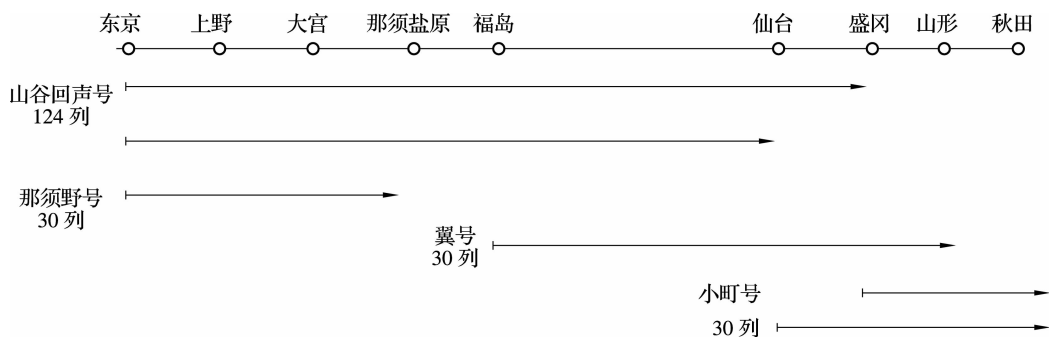 东京 上野 大宫 那须盐原 福岛 仙台 盛冈 山形 秋田
山谷回声号
124 列
那须野号
30 列
翼号
30 列
小町号
30 列